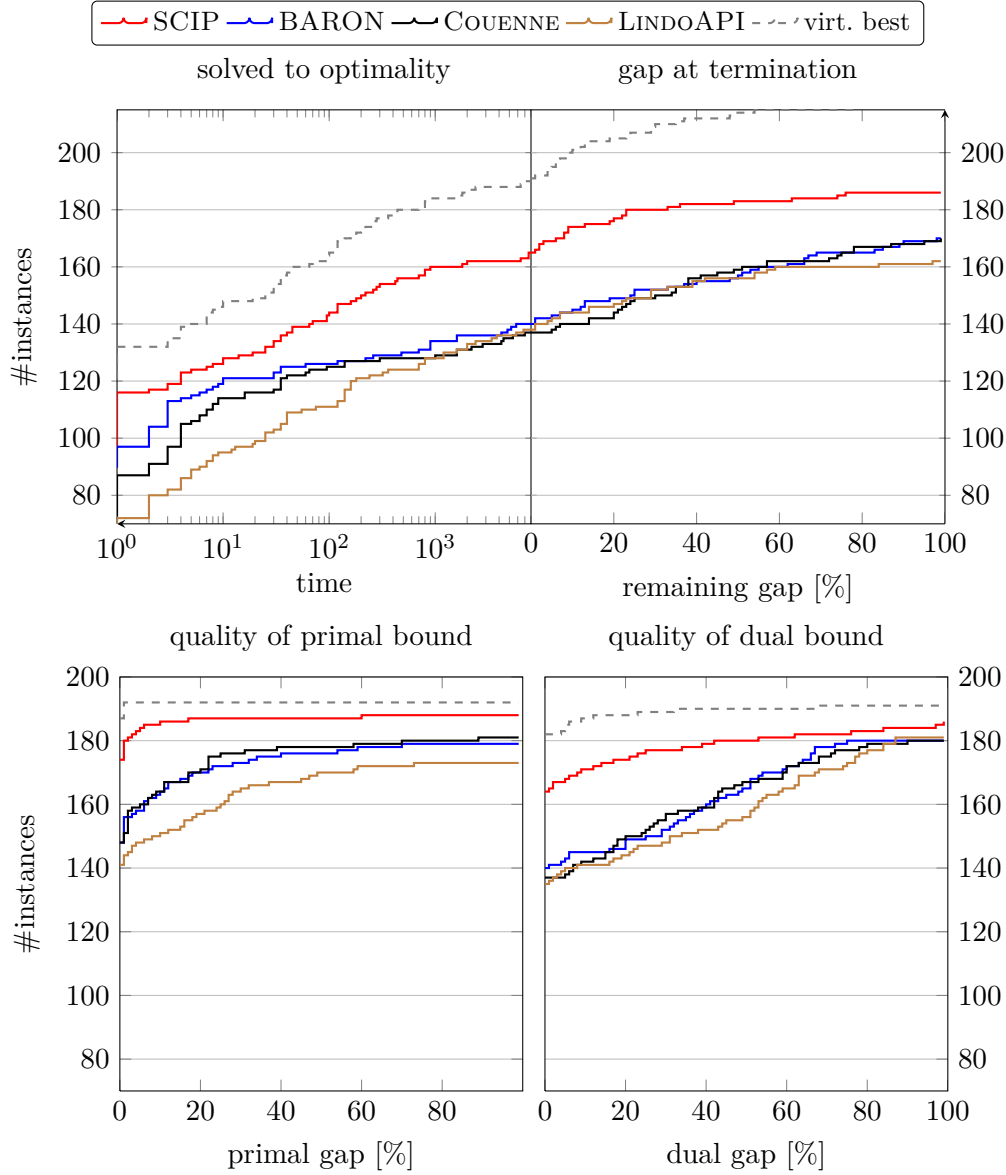 SCIP BARON COUENNE LINDOAPI virt. best
solved to optimality gap at termination
#instances
200 200
180 180
160 160
140 140
120 120
100 100
80 80
10^0 10^1 10^2 10^3 0 20 40 60 80 100
time remaining gap [%]
quality of primal bound quality of dual bound
#instances
200 200
180 180
160 160
140 140
120 120
100 100
80 80
0 20 40 60 80 0 20 40 60 80 100
primal gap [%] dual gap [%]